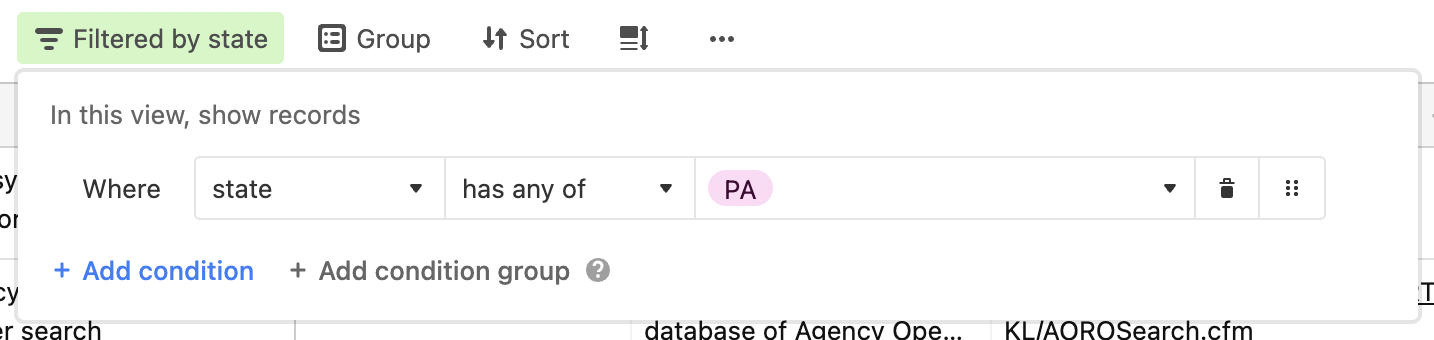 Filtered by state Group Sort
In this view, show records
Where state has any of PA
+ Add condition + Add condition group ?
search
database of Agency Ope...
KL/AOROSearch.cfm